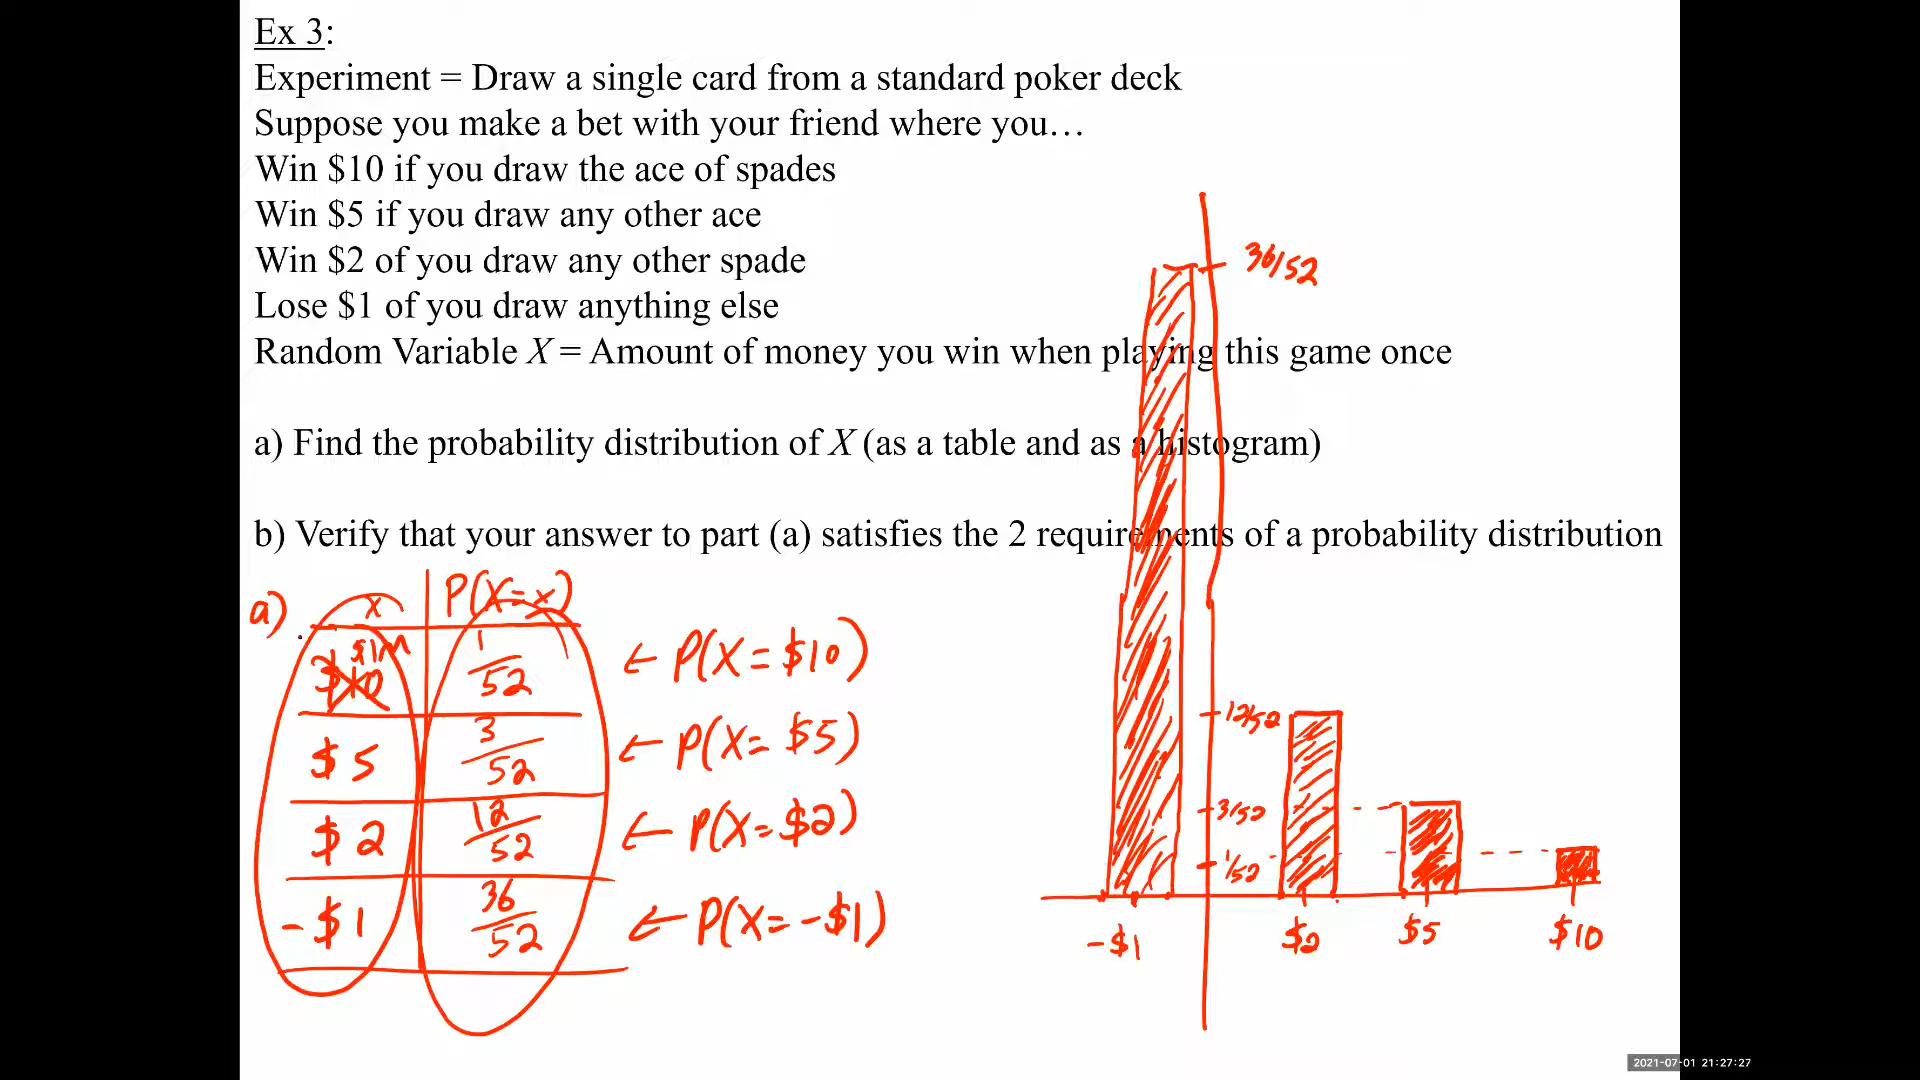 Ex 3:
Experiment = Draw a single card from a standard poker deck
Suppose you make a bet with your friend where you…
Win $10 if you draw the ace of spades
Win $5 if you draw any other ace
Win $2 of you draw any other spade
Lose $1 of you draw anything else
Random Variable X = Amount of money you win when playing this game once
a) Find the probability distribution of X (as a table and as a histogram)
b) Verify that your answer to part (a) satisfies the 2 requirements of a probability distribution
a)
x P(X=x)
$1M
$10 1/52 ← P(X=$10)
$5 3/52 ← P(X=$5)
$2 12/52 ← P(X=$2)
-$1 36/52 ← P(X=-$1)
36/52
12/52
3/52
1/52
-$1 $2 $5 $10
2021-07-01 21:27:27